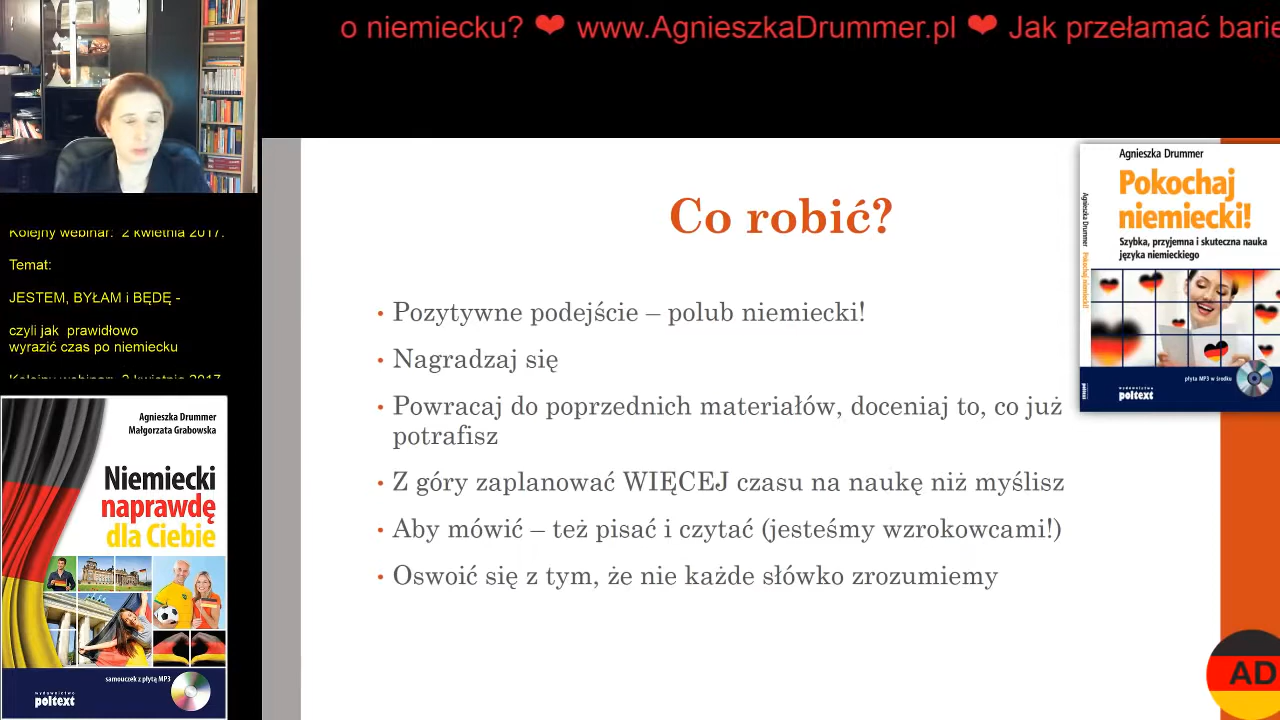 o niemiecku? ❤ www.AgnieszkaDrummer.pl ❤ Jak przełamać barie
Kolejny webinar: 2 kwietnia 2017.
Temat:
JESTEM, BYŁAM i BĘDĘ -
czyli jak prawidłowo
wyrazić czas po niemiecku
Kolejny webinar: 2 kwietnia 2017
Agnieszka Drummer
Małgorzata Grabowska
Niemiecki
naprawdę
dla Ciebie
samouczek z płytą MP3
wydawnictwo
poltext
Co robić?
• Pozytywne podejście – polub niemiecki!
• Nagradzaj się
• Powracaj do poprzednich materiałów, doceniaj to, co już
potrafisz
• Z góry zaplanować WIĘCEJ czasu na naukę niż myślisz
• Aby mówić – też pisać i czytać (jesteśmy wzrokowcami!)
• Oswoić się z tym, że nie każde słówko zrozumiemy
Agnieszka Drummer
Pokochaj
niemiecki!
Szybka, przyjemna i skuteczna nauka
języka niemieckiego
Agnieszka Drummer Pokochaj niemiecki!
płyta MP3 w środku
wydawnictwo
poltext
poltext
AD